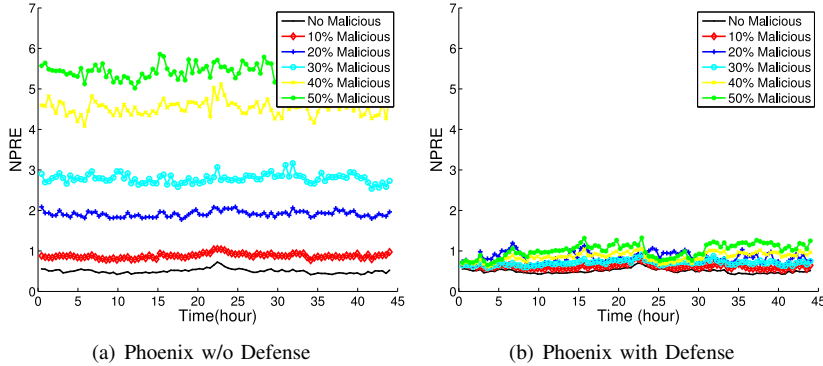 7
6
5
4
3
2
1
0
NPRE
0 5 10 15 20 25 30 35 40 45
Time(hour)
No Malicious
10% Malicious
20% Malicious
30% Malicious
40% Malicious
50% Malicious
(a) Phoenix w/o Defense
7
6
5
4
3
2
1
0
NPRE
0 5 10 15 20 25 30 35 40 45
Time(hour)
No Malicious
10% Malicious
20% Malicious
30% Malicious
40% Malicious
50% Malicious
(b) Phoenix with Defense